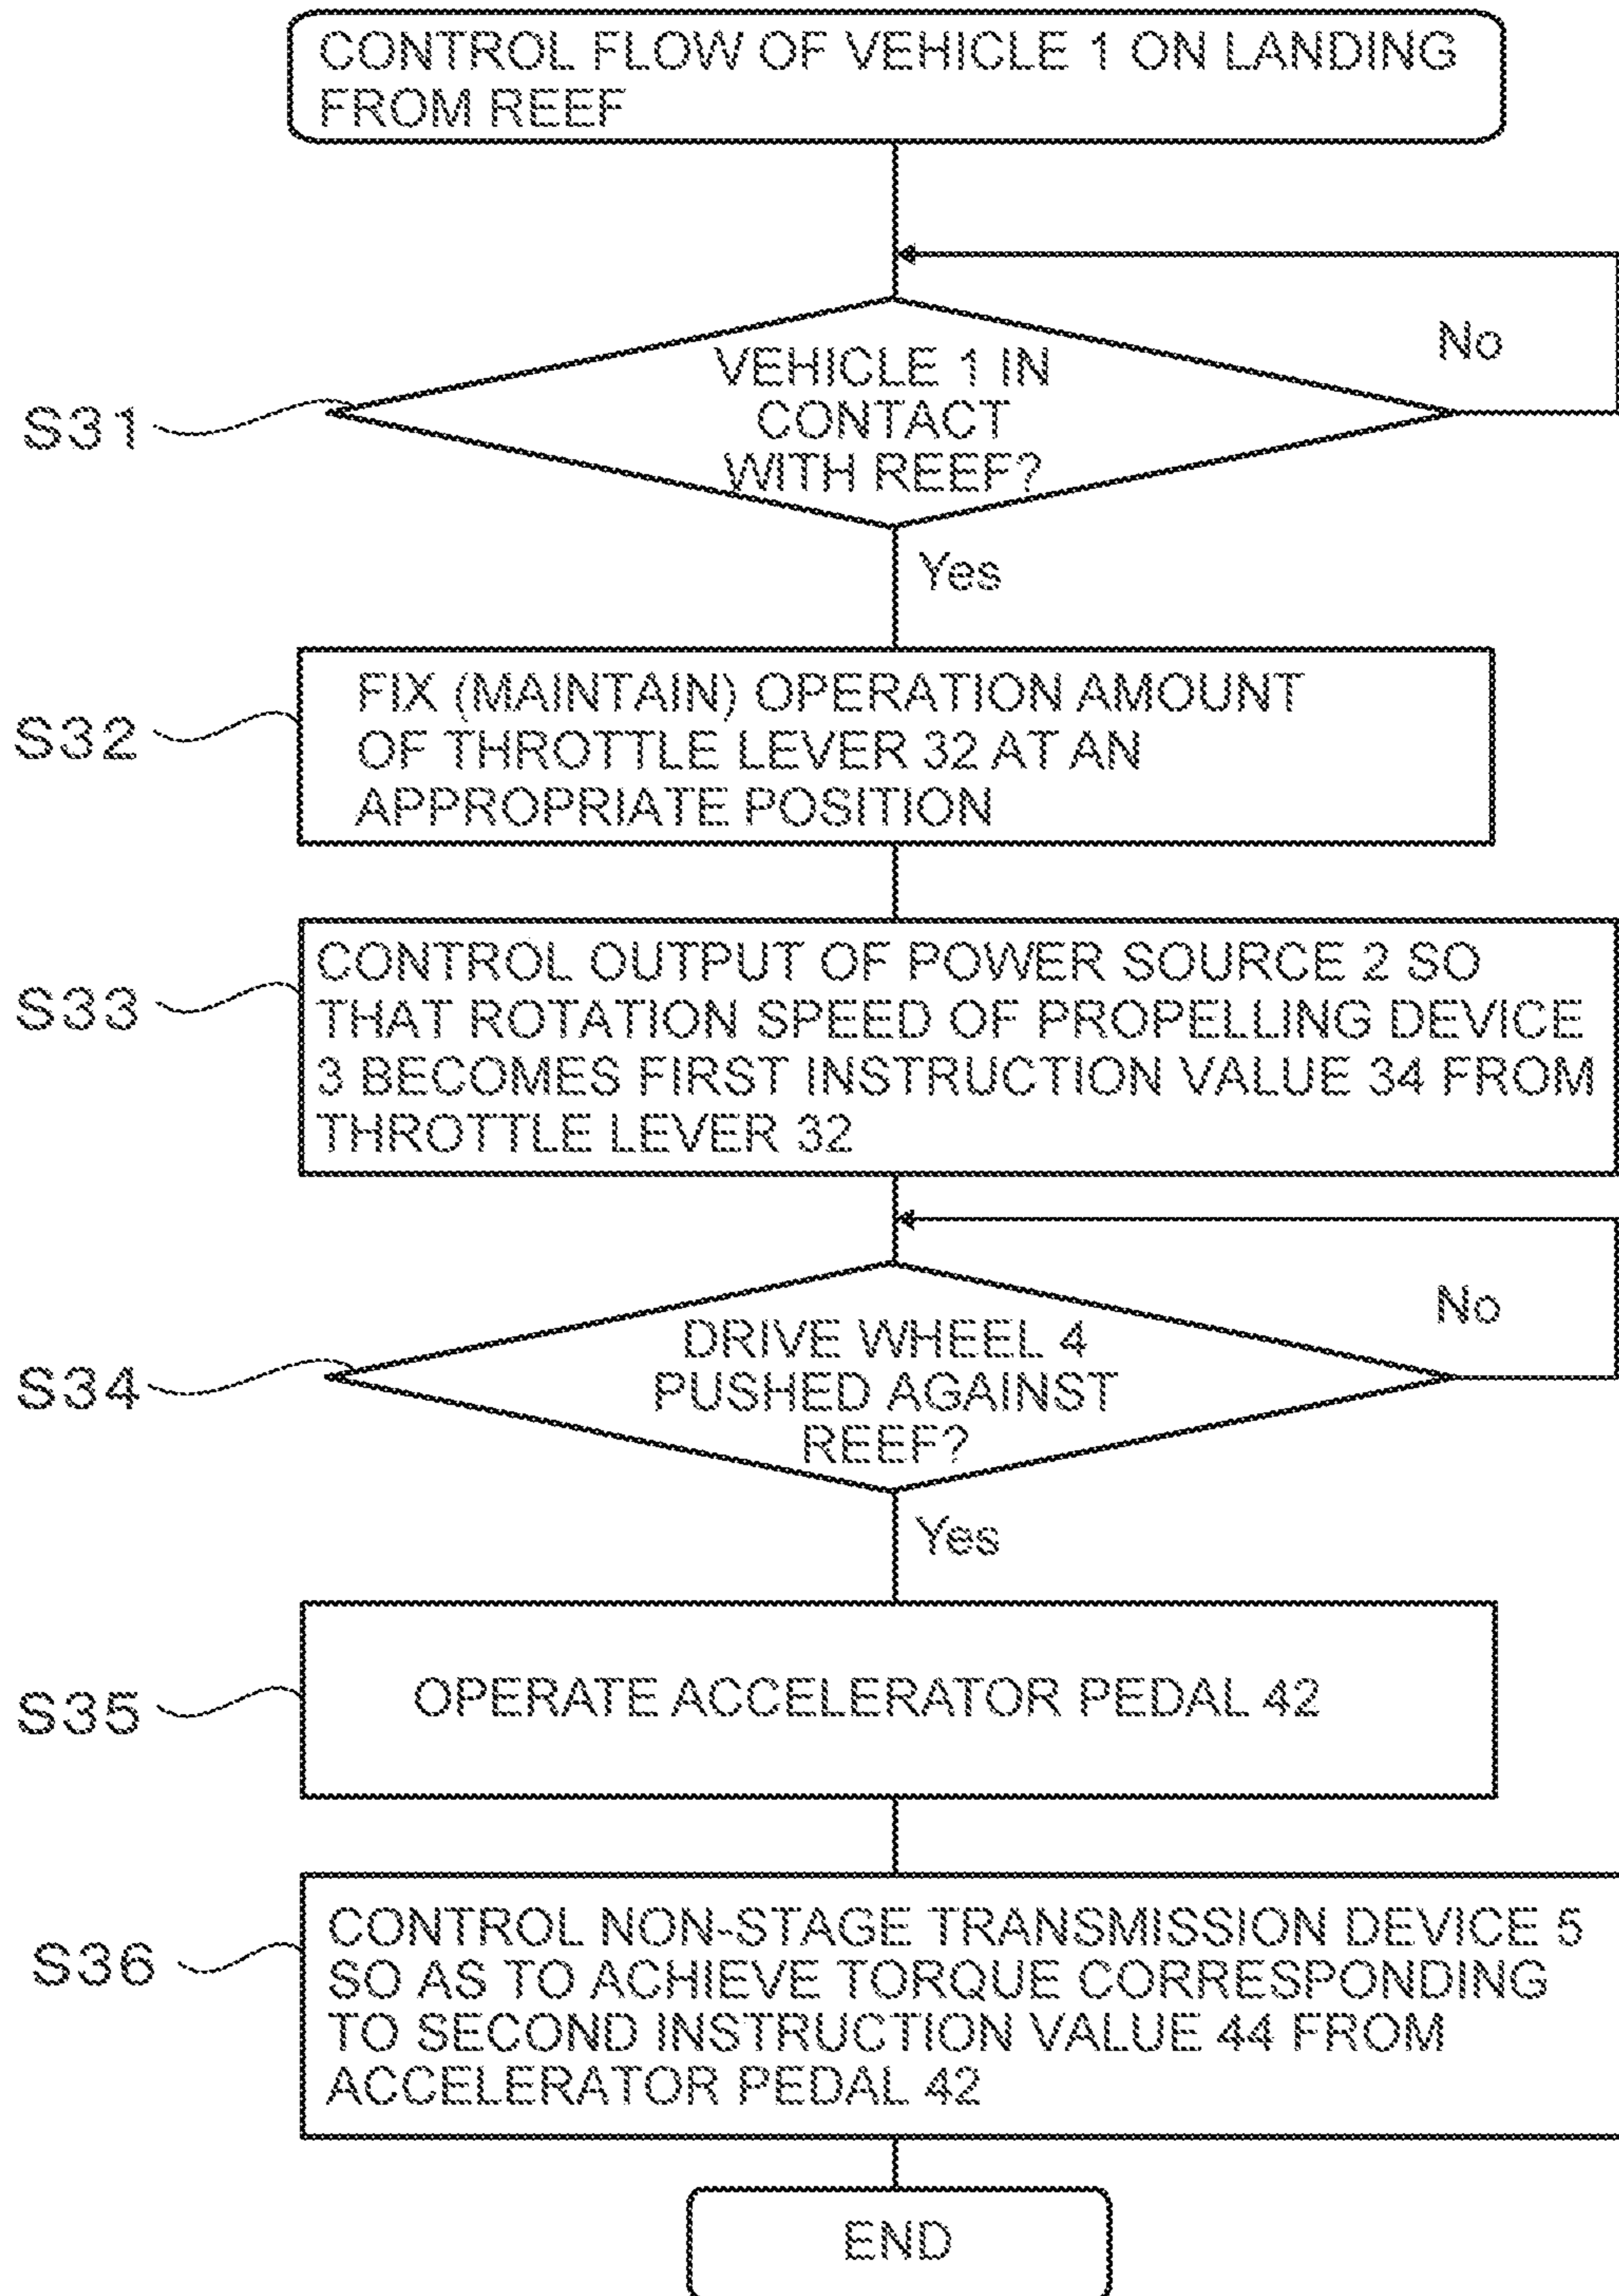 CONTROL FLOW OF VEHICLE 1 ON LANDING
FROM REEF
No
VEHICLE 1 IN
CONTACT
WITH REEF?
S31
Yes
S32
FIX (MAINTAIN) OPERATION AMOUNT
OF THROTTLE LEVER 32 AT AN
APPROPRIATE POSITION
S33
CONTROL OUTPUT OF POWER SOURCE 2 SO
THAT ROTATION SPEED OF PROPELLING DEVICE
3 BECOMES FIRST INSTRUCTION VALUE 34 FROM
THROTTLE LEVER 32
No
DRIVE WHEEL 4
PUSHED AGAINST
REEF?
S34
Yes
S35
OPERATE ACCELERATOR PEDAL 42
S36
CONTROL NON-STAGE TRANSMISSION DEVICE 5
SO AS TO ACHIEVE TORQUE CORRESPONDING
TO SECOND INSTRUCTION VALUE 44 FROM
ACCELERATOR PEDAL 42
END